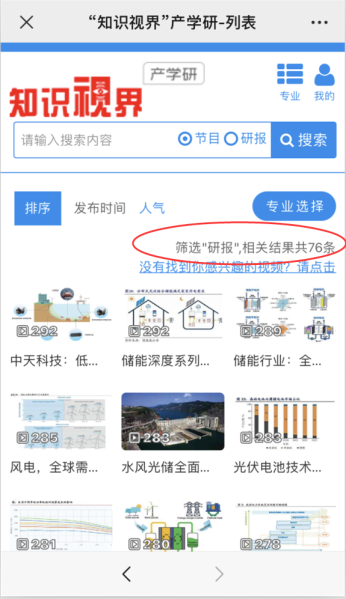 “知识视界”产学研-列表
知识视界
产学研
专业
我的
请输入搜索内容
节目
研报
搜索
排序
发布时间
人气
专业选择
筛选"研报",相关结果共76条
没有找到你感兴趣的视频？请点击
292
292
289
中天科技：低...
储能深度系列...
储能行业：全...
285
283
283
风电，全球需...
水风光储全面...
光伏电池技术...
281
280
278